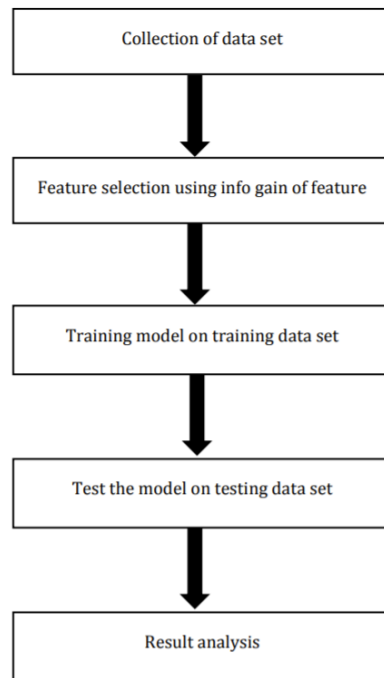 Collection of data set
Feature selection using info gain of feature
Training model on training data set
Test the model on testing data set
Result analysis